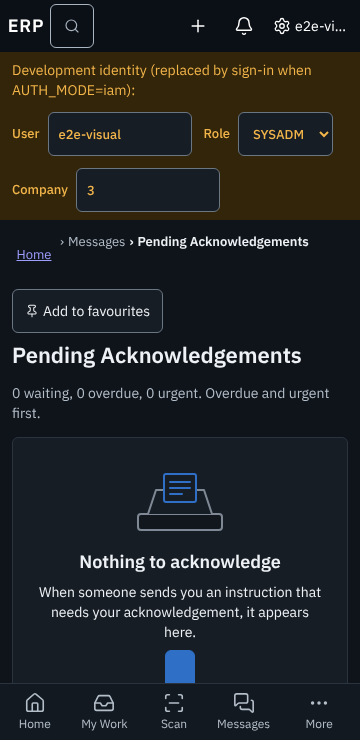 ERP
e2e-vi...
Development identity (replaced by sign-in when
AUTH_MODE=iam):
User e2e-visual Role SYSADM
Company 3
Home › Messages › Pending Acknowledgements
Add to favourites
Pending Acknowledgements
0 waiting, 0 overdue, 0 urgent. Overdue and urgent
first.
Nothing to acknowledge
When someone sends you an instruction that
needs your acknowledgement, it appears
here.
Home My Work Scan Messages More